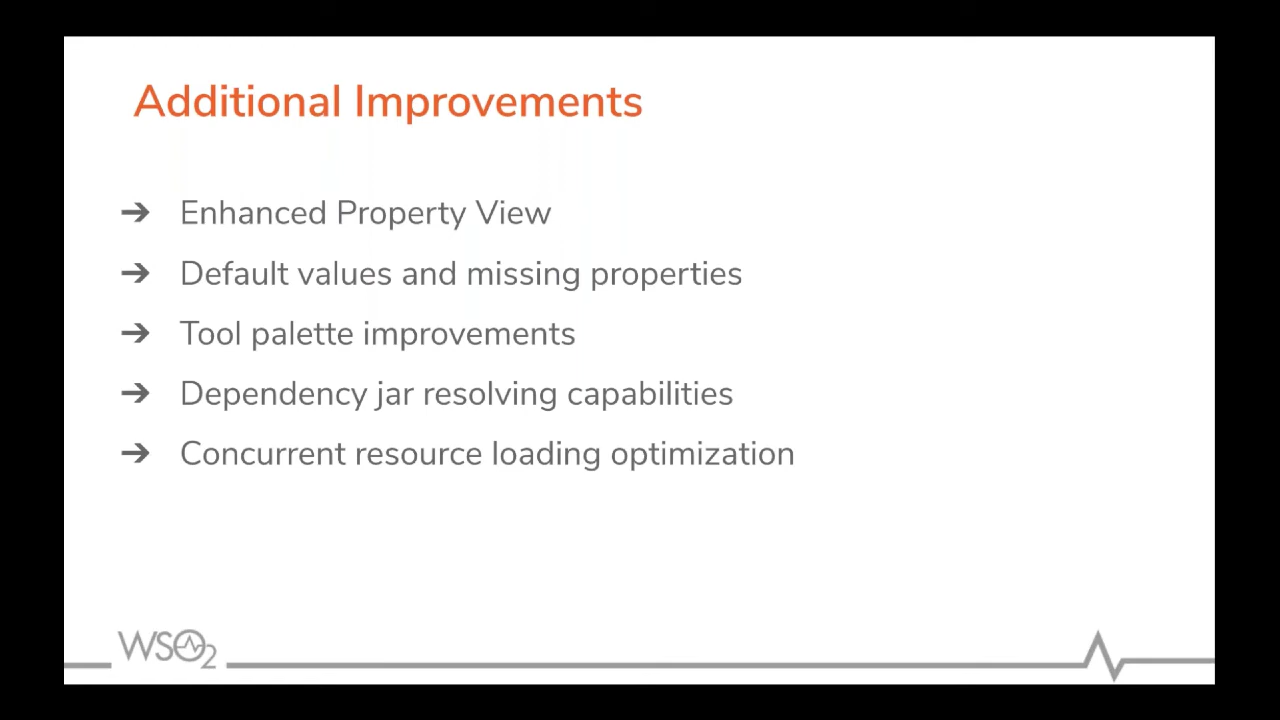 Additional Improvements
➔ Enhanced Property View
➔ Default values and missing properties
➔ Tool palette improvements
➔ Dependency jar resolving capabilities
➔ Concurrent resource loading optimization
WSO2